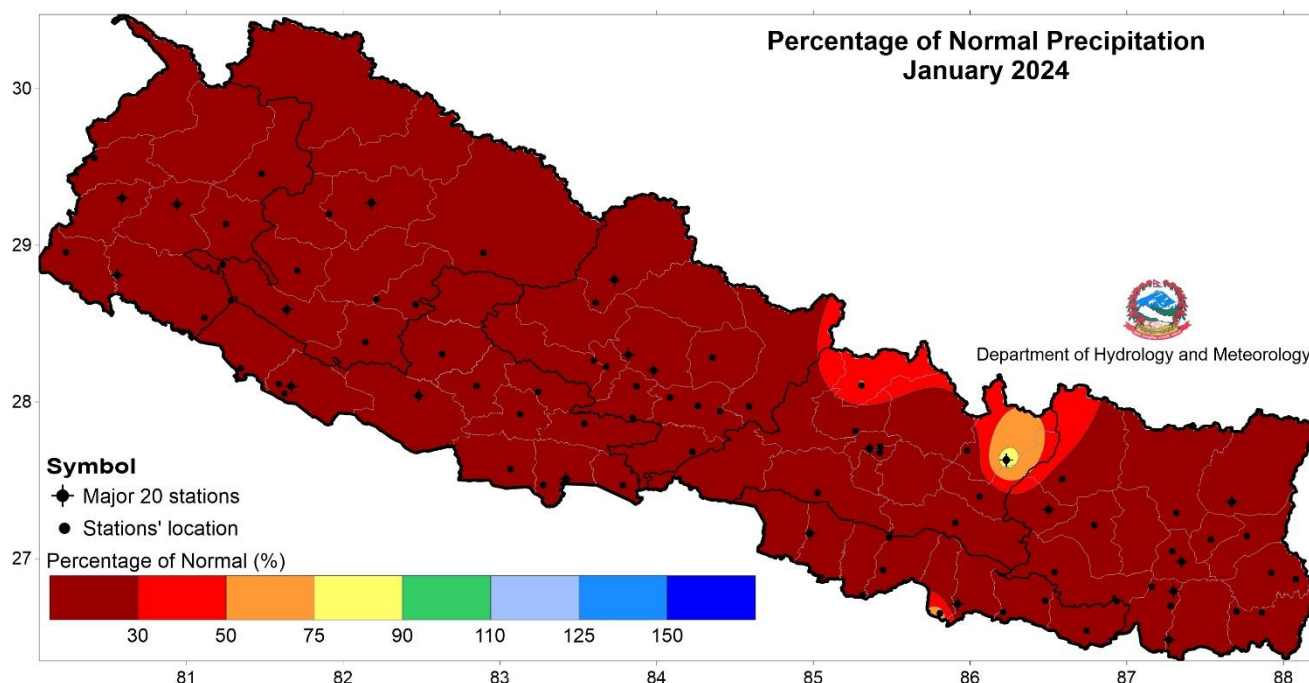 Percentage of Normal Precipitation
January 2024
30
29
28
27
Department of Hydrology and Meteorology
Symbol
Major 20 stations
Stations' location
Percentage of Normal (%)
30 50 75 90 110 125 150
81 82 83 84 85 86 87 88